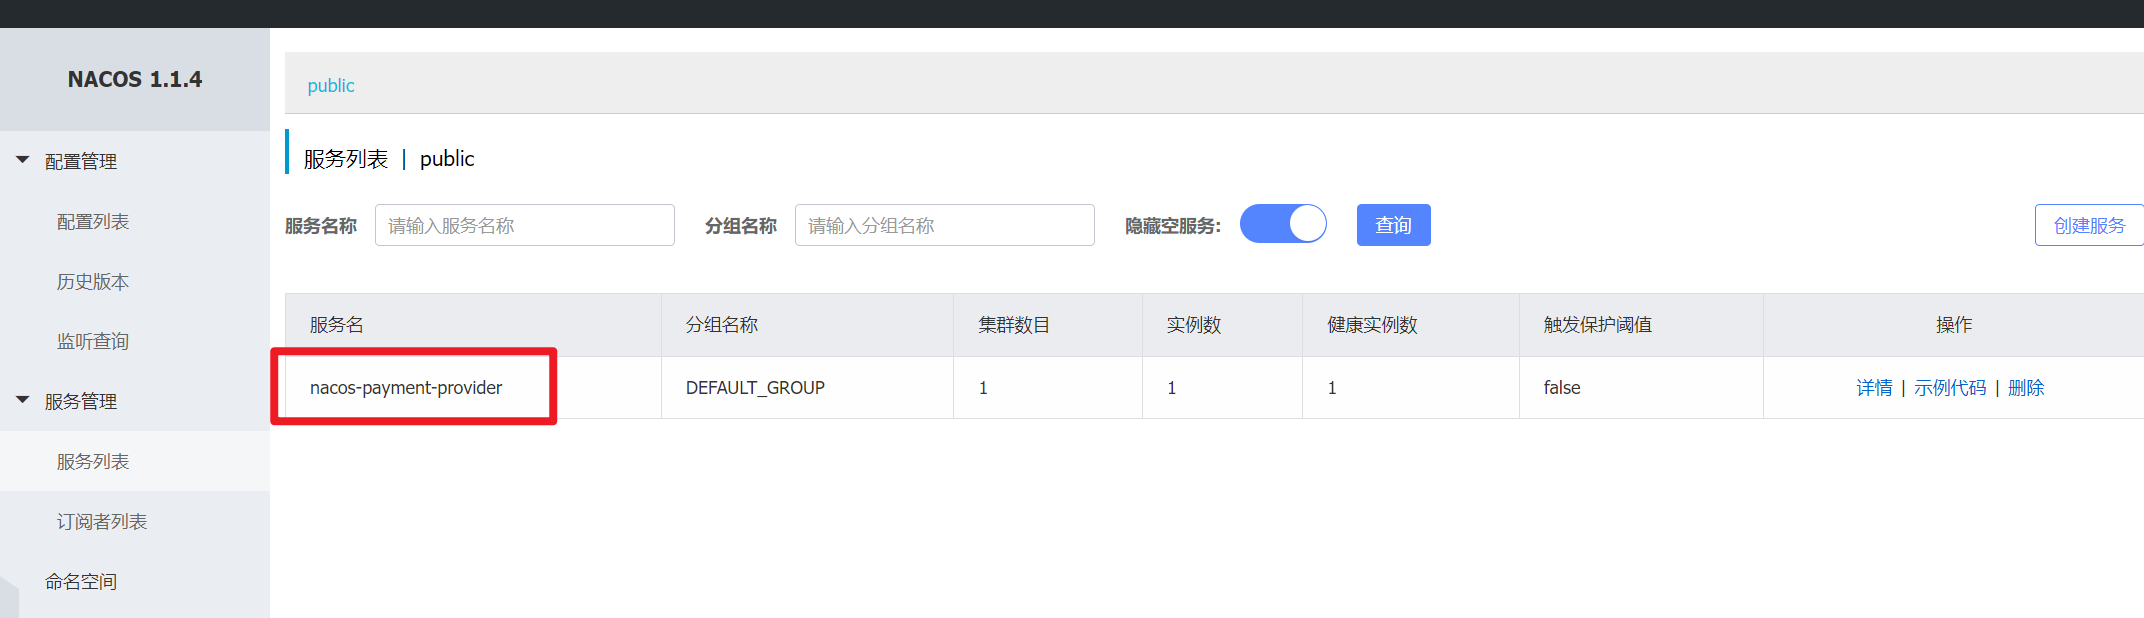 NACOS 1.1.4
配置管理
配置列表
历史版本
监听查询
服务管理
服务列表
订阅者列表
命名空间
public
服务列表 | public
服务名称 请输入服务名称 分组名称 请输入分组名称 隐藏空服务: 查询 创建服务
服务名 分组名称 集群数目 实例数 健康实例数 触发保护阈值 操作
nacos-payment-provider DEFAULT_GROUP 1 1 1 false 详情 | 示例代码 | 删除